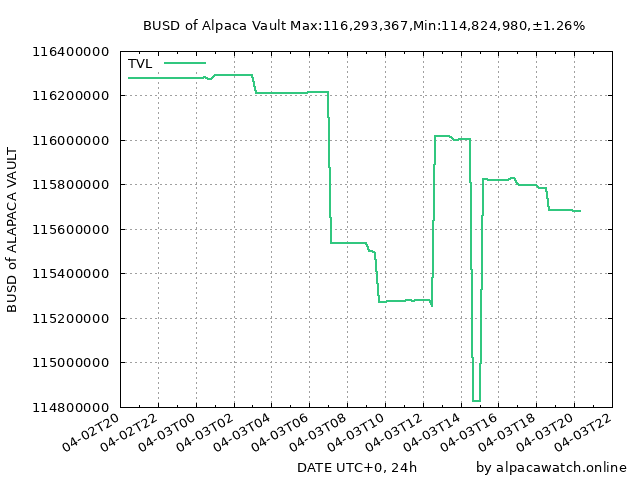 BUSD of Alpaca Vault Max:116,293,367,Min:114,824,980,±1.26%
116400000
TVL
116200000
116000000
115800000
115600000
115400000
115200000
115000000
114800000
BUSD of ALAPACA VAULT
04-02T20
04-02T22
04-03T00
04-03T02
04-03T04
04-03T06
04-03T08
04-03T10
04-03T12
04-03T14
04-03T16
04-03T18
04-03T20
04-03T22
DATE UTC+0, 24h
by alpacawatch.online